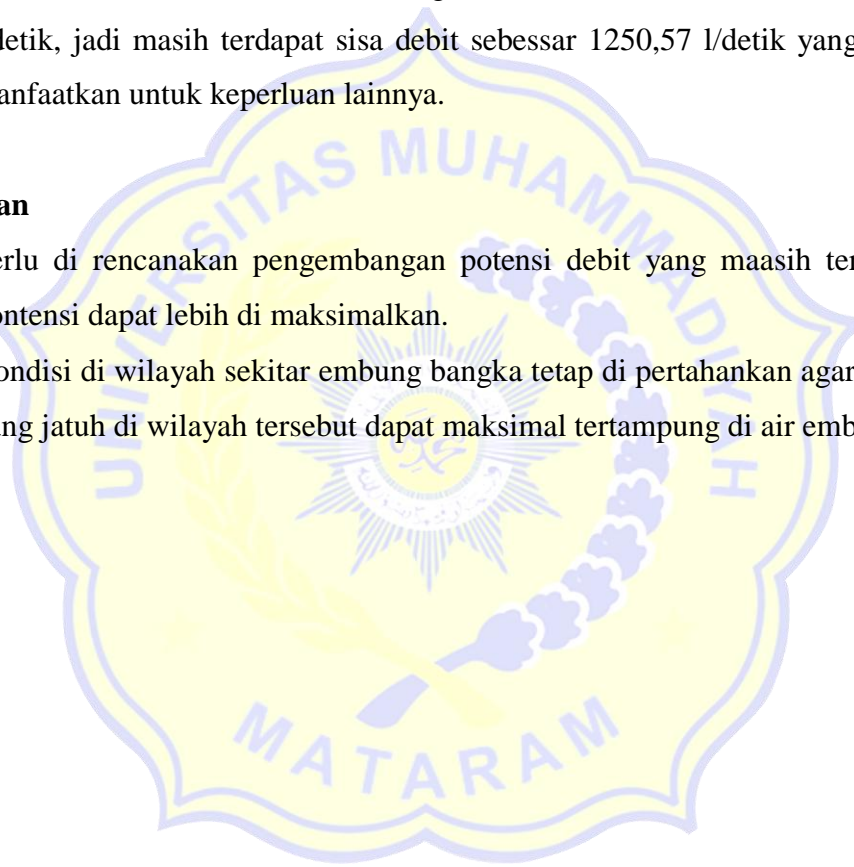 detik, jadi masih terdapat sisa debit sebessar 1250,57 l/detik yang
anfaatkan untuk keperluan lainnya.
an
erlu di rencanakan pengembangan potensi debit yang maasih ter
ontensi dapat lebih di maksimalkan.
ondisi di wilayah sekitar embung bangka tetap di pertahankan agar
ng jatuh di wilayah tersebut dapat maksimal tertampung di air emb
UNIVERSITAS MUHAMMADIYAH
MATARAM